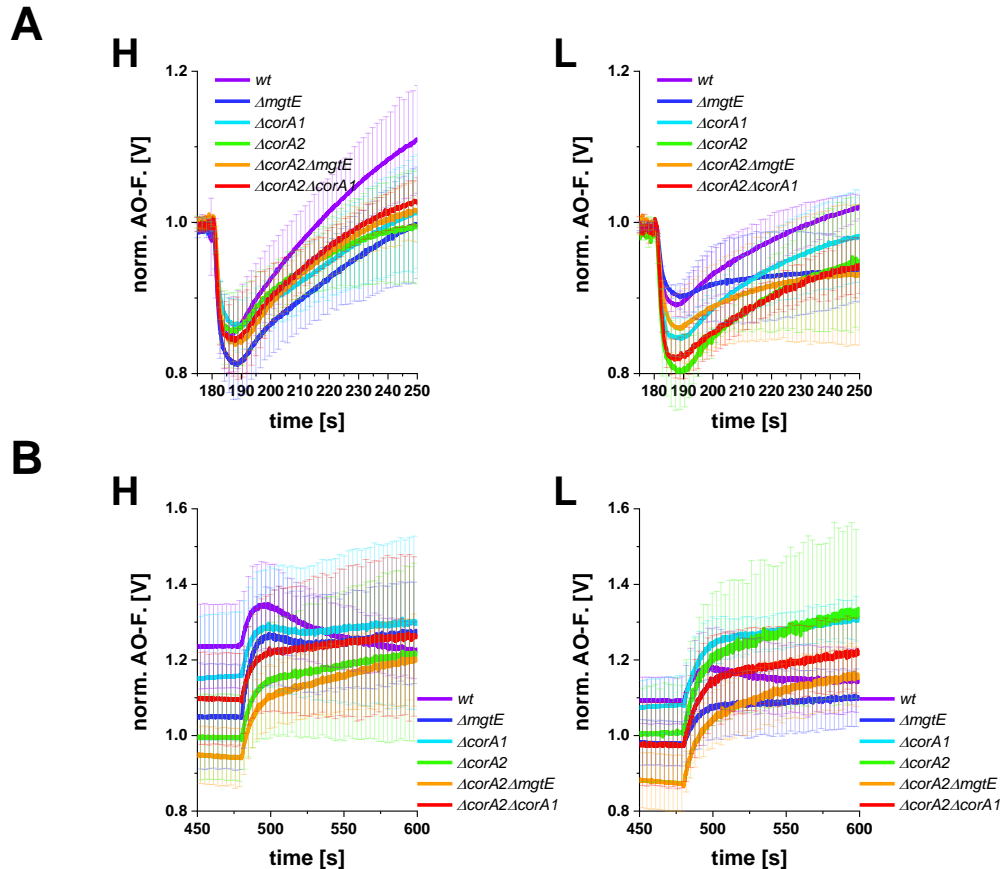 A
H
L
1.2
1.0
0.8
norm. AO-F. [V]
wt
ΔmgtE
ΔcorA1
ΔcorA2
ΔcorA2ΔmgtE
ΔcorA2ΔcorA1
180 190 200 210 220 230 240 250
time [s]
1.2
1.0
0.8
norm. AO-F. [V]
wt
ΔmgtE
ΔcorA1
ΔcorA2
ΔcorA2ΔmgtE
ΔcorA2ΔcorA1
180 190 200 210 220 230 240 250
time [s]
B
H
L
1.6
1.4
1.2
1.0
0.8
norm. AO-F. [V]
wt
ΔmgtE
ΔcorA1
ΔcorA2
ΔcorA2ΔmgtE
ΔcorA2ΔcorA1
450 500 550 600
time [s]
1.6
1.4
1.2
1.0
0.8
norm. AO-F. [V]
wt
ΔmgtE
ΔcorA1
ΔcorA2
ΔcorA2ΔmgtE
ΔcorA2ΔcorA1
450 500 550 600
time [s]